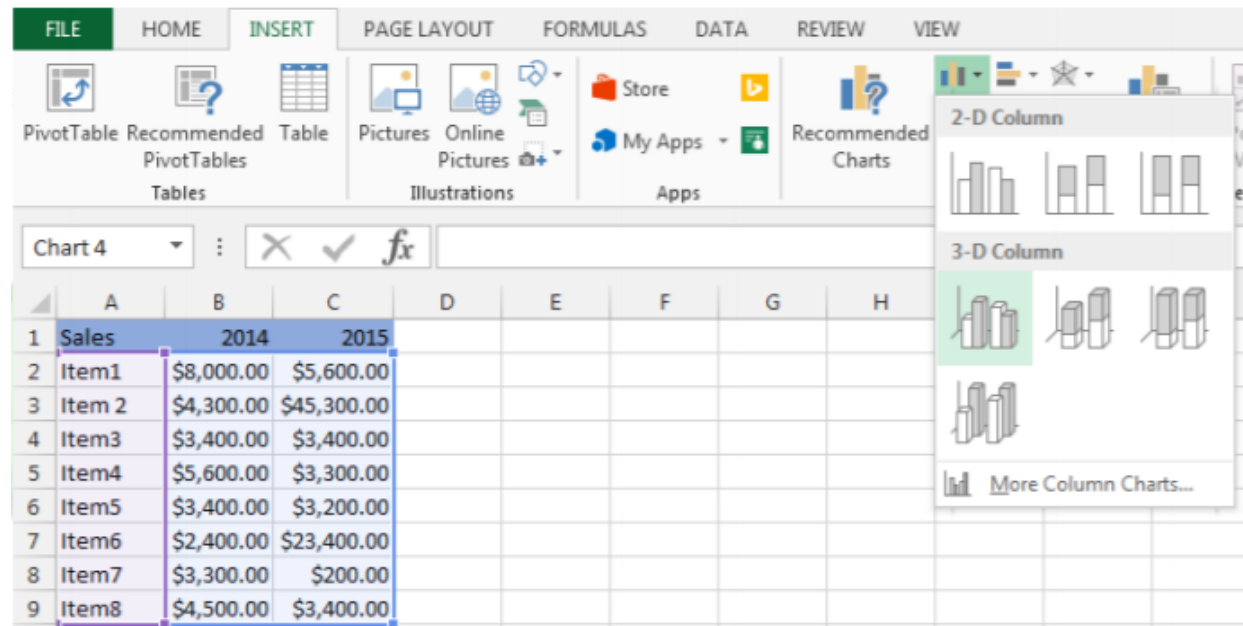 FILE HOME INSERT PAGE LAYOUT FORMULAS DATA REVIEW VIEW
PivotTable Recommended PivotTables Table Pictures Online Pictures Store My Apps Recommended Charts
Tables Illustrations Apps
2-D Column
3-D Column
More Column Charts...
Chart 4 fx
A B C D E F G H
1 Sales 2014 2015
2 Item1 $8,000.00 $5,600.00
3 Item 2 $4,300.00 $45,300.00
4 Item3 $3,400.00 $3,400.00
5 Item4 $5,600.00 $3,300.00
6 Item5 $3,400.00 $3,200.00
7 Item6 $2,400.00 $23,400.00
8 Item7 $3,300.00 $200.00
9 Item8 $4,500.00 $3,400.00